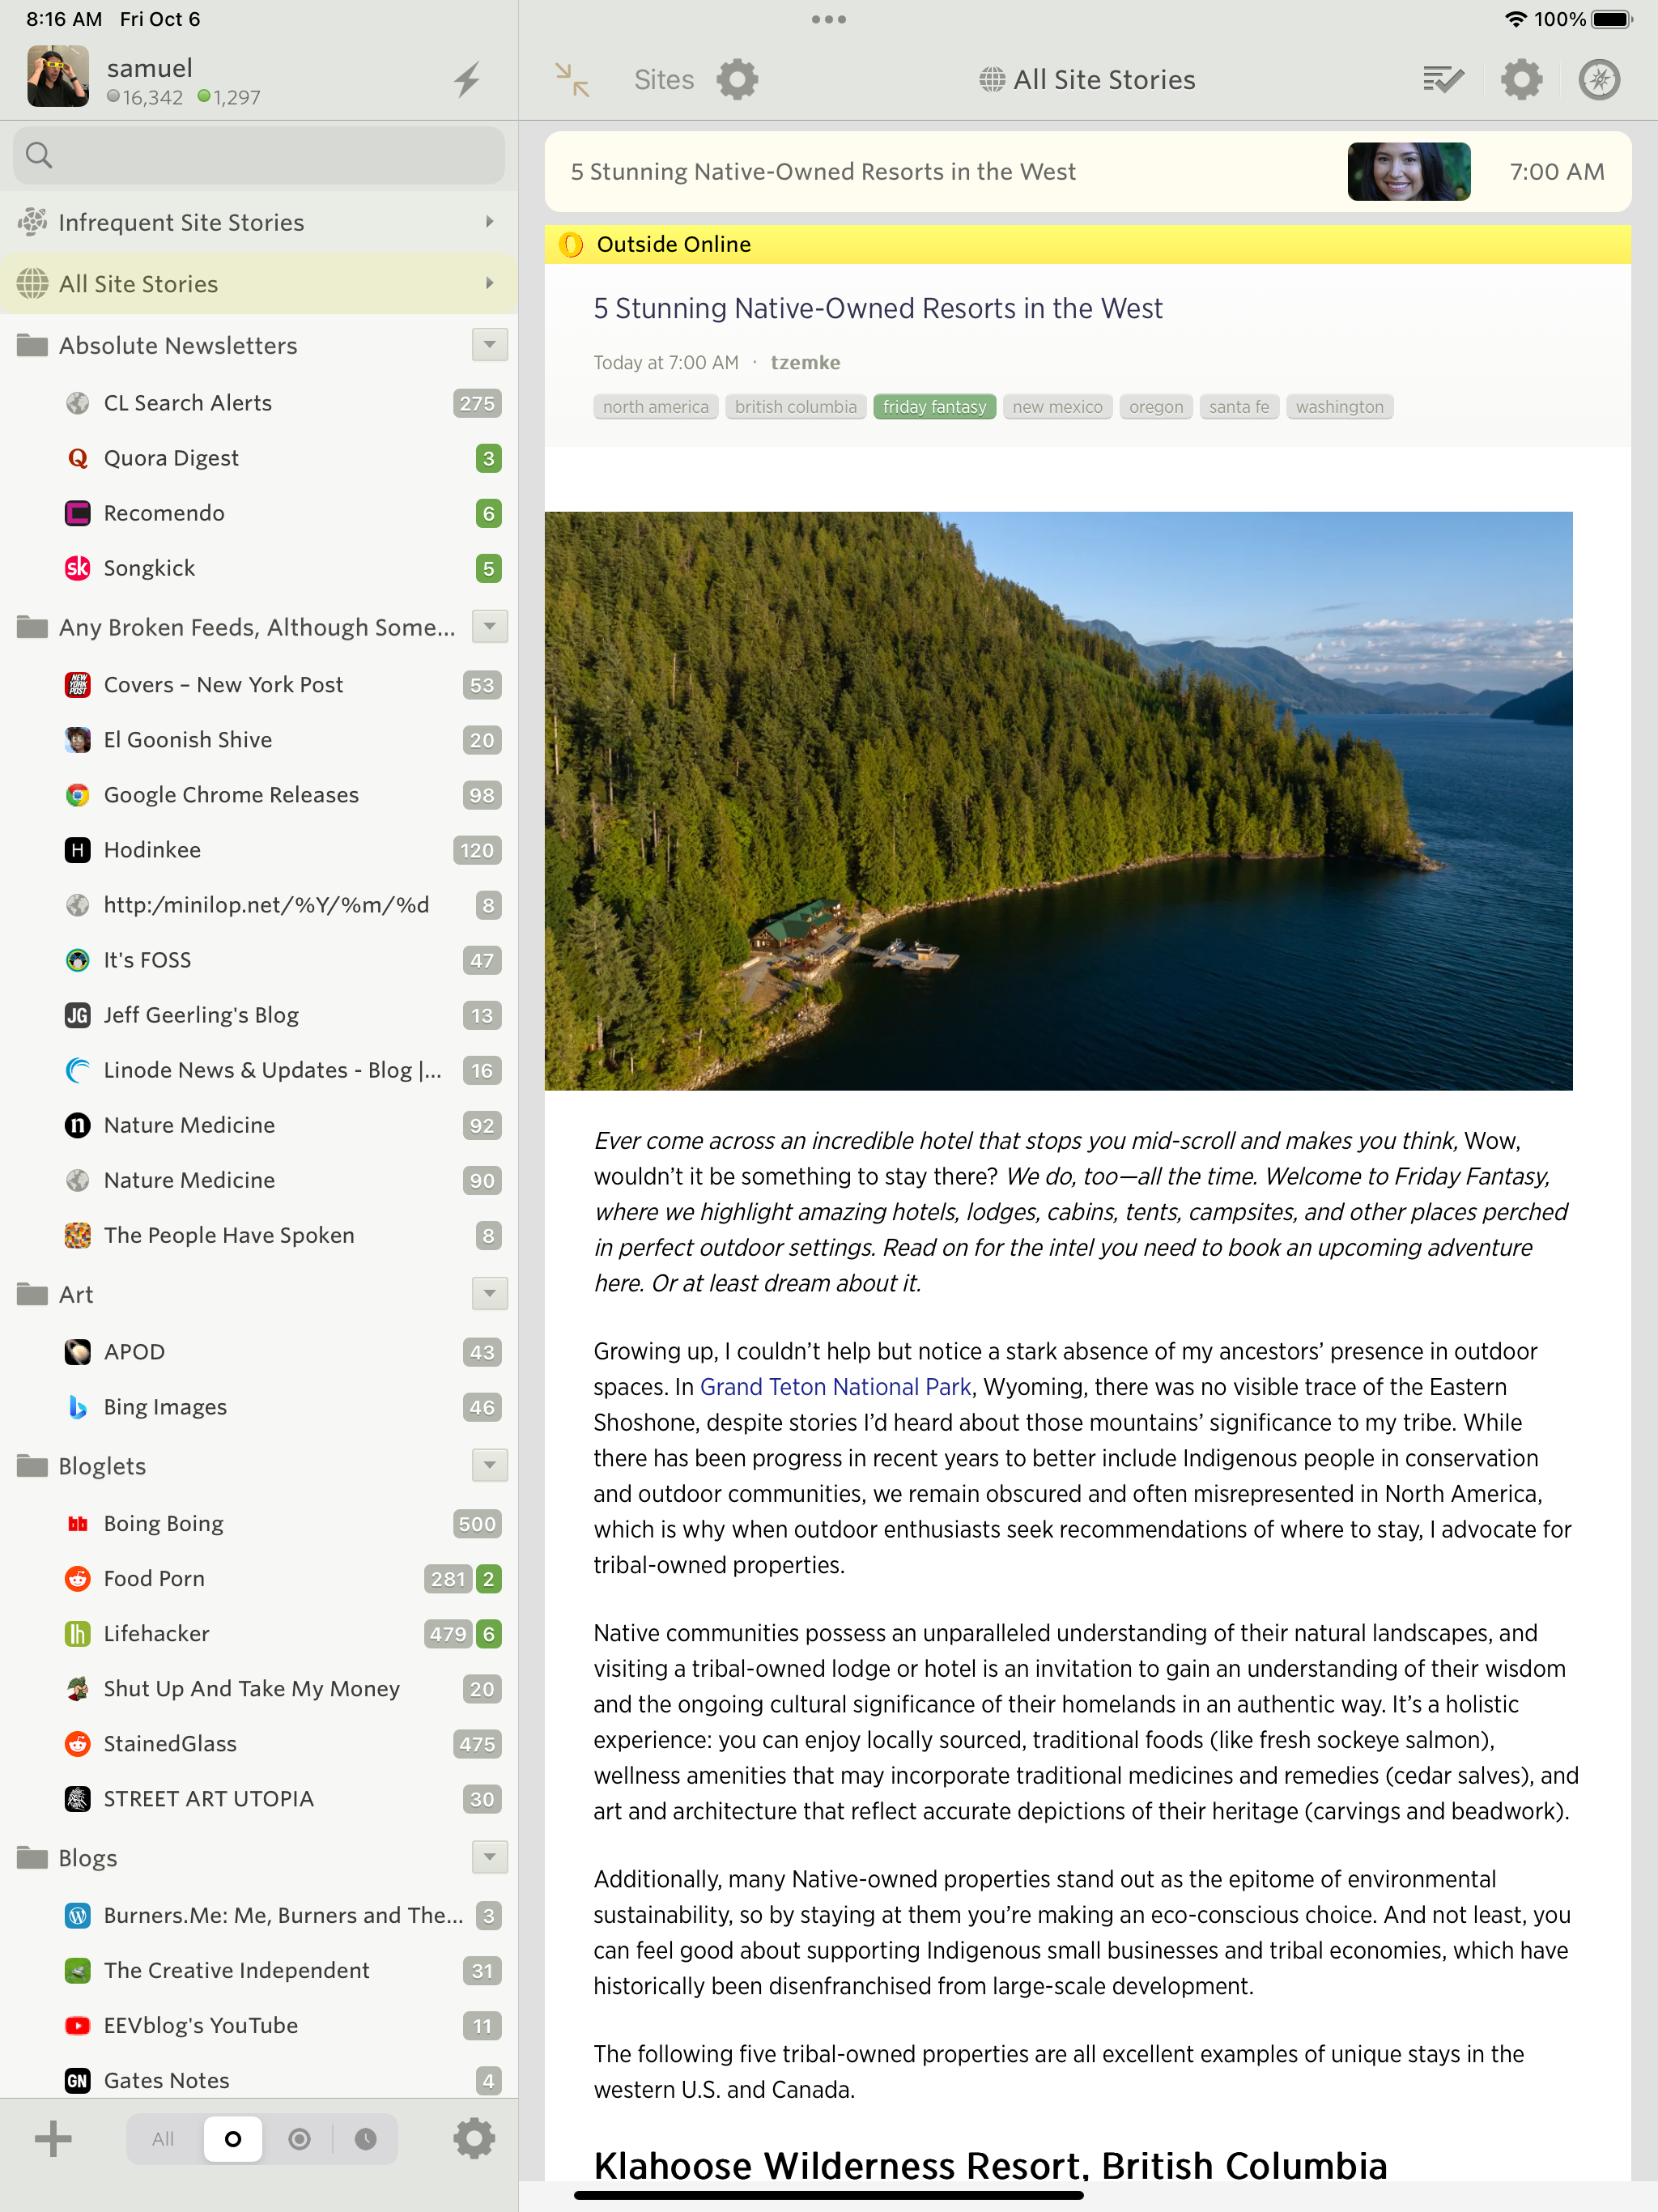 8:16 AM Fri Oct 6
100%
samuel
16,342 1,297
Sites
All Site Stories
Infrequent Site Stories
All Site Stories
Absolute Newsletters
CL Search Alerts 275
Quora Digest 3
Recomendo 6
Songkick 5
Any Broken Feeds, Although Some...
Covers – New York Post 53
El Goonish Shive 20
Google Chrome Releases 98
Hodinkee 120
http:/minilop.net/%Y/%m/%d 8
It's FOSS 47
Jeff Geerling's Blog 13
Linode News & Updates - Blog |... 16
Nature Medicine 92
Nature Medicine 90
The People Have Spoken 8
Art
APOD 43
Bing Images 46
Bloglets
Boing Boing 500
Food Porn 281 2
Lifehacker 479 6
Shut Up And Take My Money 20
StainedGlass 475
STREET ART UTOPIA 30
Blogs
Burners.Me: Me, Burners and The... 3
The Creative Independent 31
EEVblog's YouTube 11
Gates Notes 4
All
5 Stunning Native-Owned Resorts in the West 7:00 AM
Outside Online
5 Stunning Native-Owned Resorts in the West
Today at 7:00 AM · tzemke
north america british columbia friday fantasy new mexico oregon santa fe washington
Ever come across an incredible hotel that stops you mid-scroll and makes you think, Wow,
wouldn’t it be something to stay there? We do, too—all the time. Welcome to Friday Fantasy,
where we highlight amazing hotels, lodges, cabins, tents, campsites, and other places perched
in perfect outdoor settings. Read on for the intel you need to book an upcoming adventure
here. Or at least dream about it.
Growing up, I couldn’t help but notice a stark absence of my ancestors’ presence in outdoor
spaces. In Grand Teton National Park, Wyoming, there was no visible trace of the Eastern
Shoshone, despite stories I’d heard about those mountains’ significance to my tribe. While
there has been progress in recent years to better include Indigenous people in conservation
and outdoor communities, we remain obscured and often misrepresented in North America,
which is why when outdoor enthusiasts seek recommendations of where to stay, I advocate for
tribal-owned properties.
Native communities possess an unparalleled understanding of their natural landscapes, and
visiting a tribal-owned lodge or hotel is an invitation to gain an understanding of their wisdom
and the ongoing cultural significance of their homelands in an authentic way. It’s a holistic
experience: you can enjoy locally sourced, traditional foods (like fresh sockeye salmon),
wellness amenities that may incorporate traditional medicines and remedies (cedar salves), and
art and architecture that reflect accurate depictions of their heritage (carvings and beadwork).
Additionally, many Native-owned properties stand out as the epitome of environmental
sustainability, so by staying at them you’re making an eco-conscious choice. And not least, you
can feel good about supporting Indigenous small businesses and tribal economies, which have
historically been disenfranchised from large-scale development.
The following five tribal-owned properties are all excellent examples of unique stays in the
western U.S. and Canada.
Klahoose Wilderness Resort, British Columbia